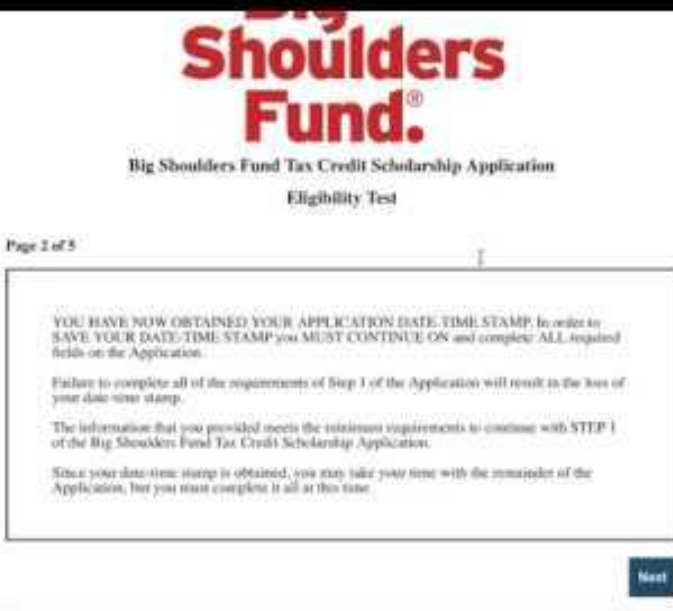 Big
Shoulders
Fund.®
Big Shoulders Fund Tax Credit Scholarship Application
Eligibility Test
Page 2 of 5
YOU HAVE NOW OBTAINED YOUR APPLICATION DATE-TIME STAMP. In order to
SAVE YOUR DATE-TIME STAMP you MUST CONTINUE ON and complete ALL required
fields on the Application.
Failure to complete all of the requirements of Step 1 of the Application will result in the loss of
your date-time stamp.
The information that you provided meets the minimum requirements to continue with STEP 1
of the Big Shoulders Fund Tax Credit Scholarship Application.
Since your date-time stamp is obtained, you may take your time with the remainder of the
Application, but you must complete it all at this time.
Next